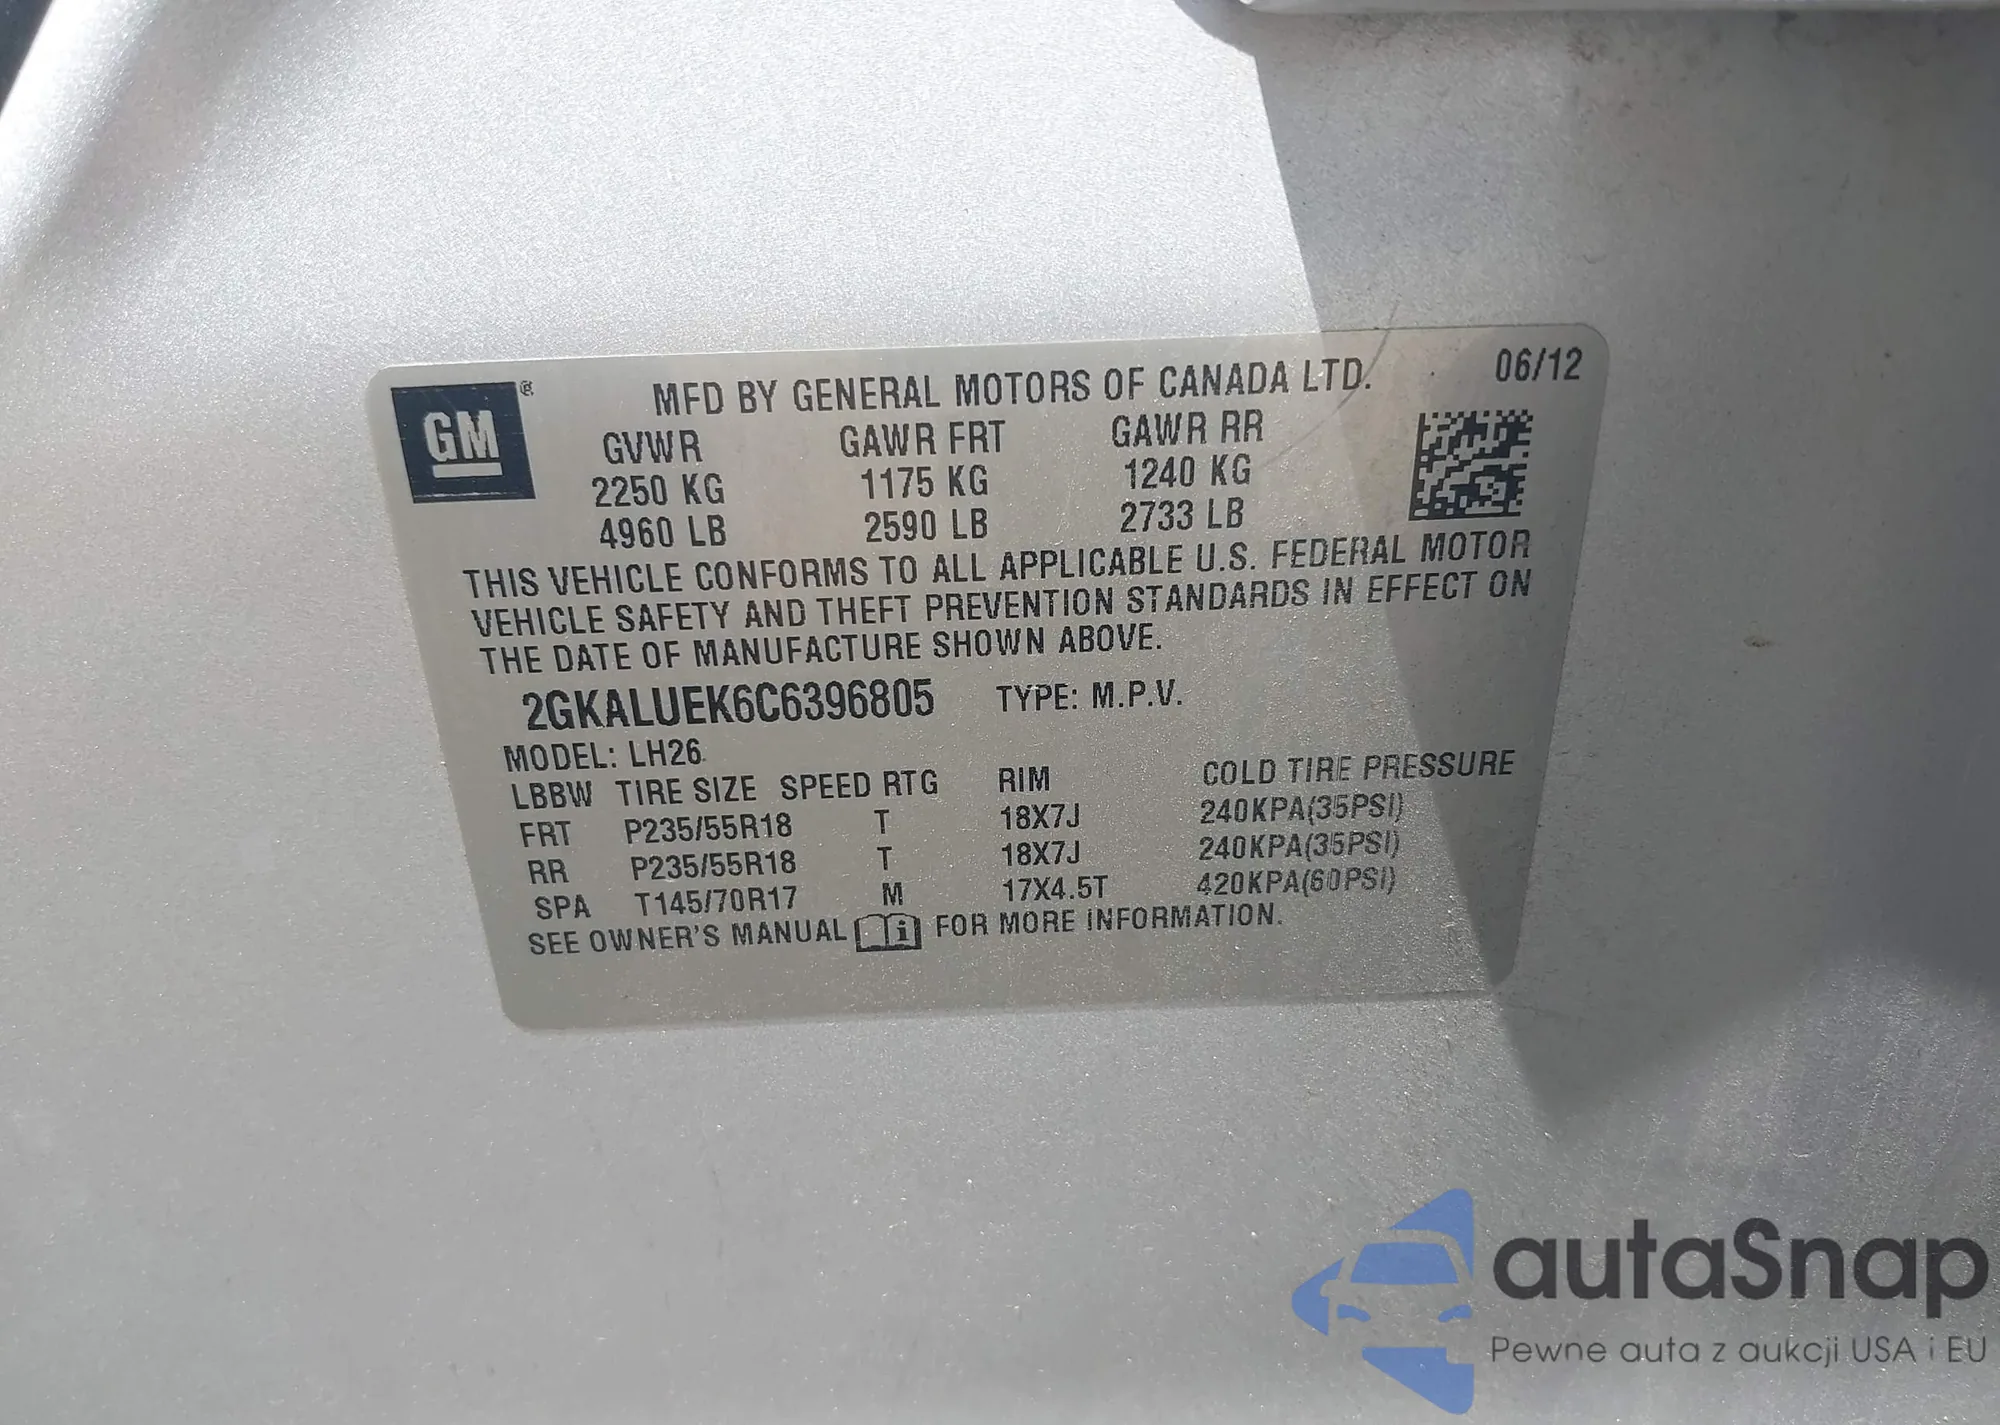 GM ®
MFD BY GENERAL MOTORS OF CANADA LTD. 06/12
GVWR GAWR FRT GAWR RR
2250 KG 1175 KG 1240 KG
4960 LB 2590 LB 2733 LB
THIS VEHICLE CONFORMS TO ALL APPLICABLE U.S. FEDERAL MOTOR
VEHICLE SAFETY AND THEFT PREVENTION STANDARDS IN EFFECT ON
THE DATE OF MANUFACTURE SHOWN ABOVE.
2GKALUEK6C6396805 TYPE: M.P.V.
MODEL: LH26
LBBW TIRE SIZE SPEED RTG RIM COLD TIRE PRESSURE
FRT P235/55R18 T 18X7J 240KPA(35PSI)
RR P235/55R18 T 18X7J 240KPA(35PSI)
SPA T145/70R17 M 17X4.5T 420KPA(60PSI)
SEE OWNER'S MANUAL i FOR MORE INFORMATION.
autaSnap
Pewne auta z aukcji USA i EU